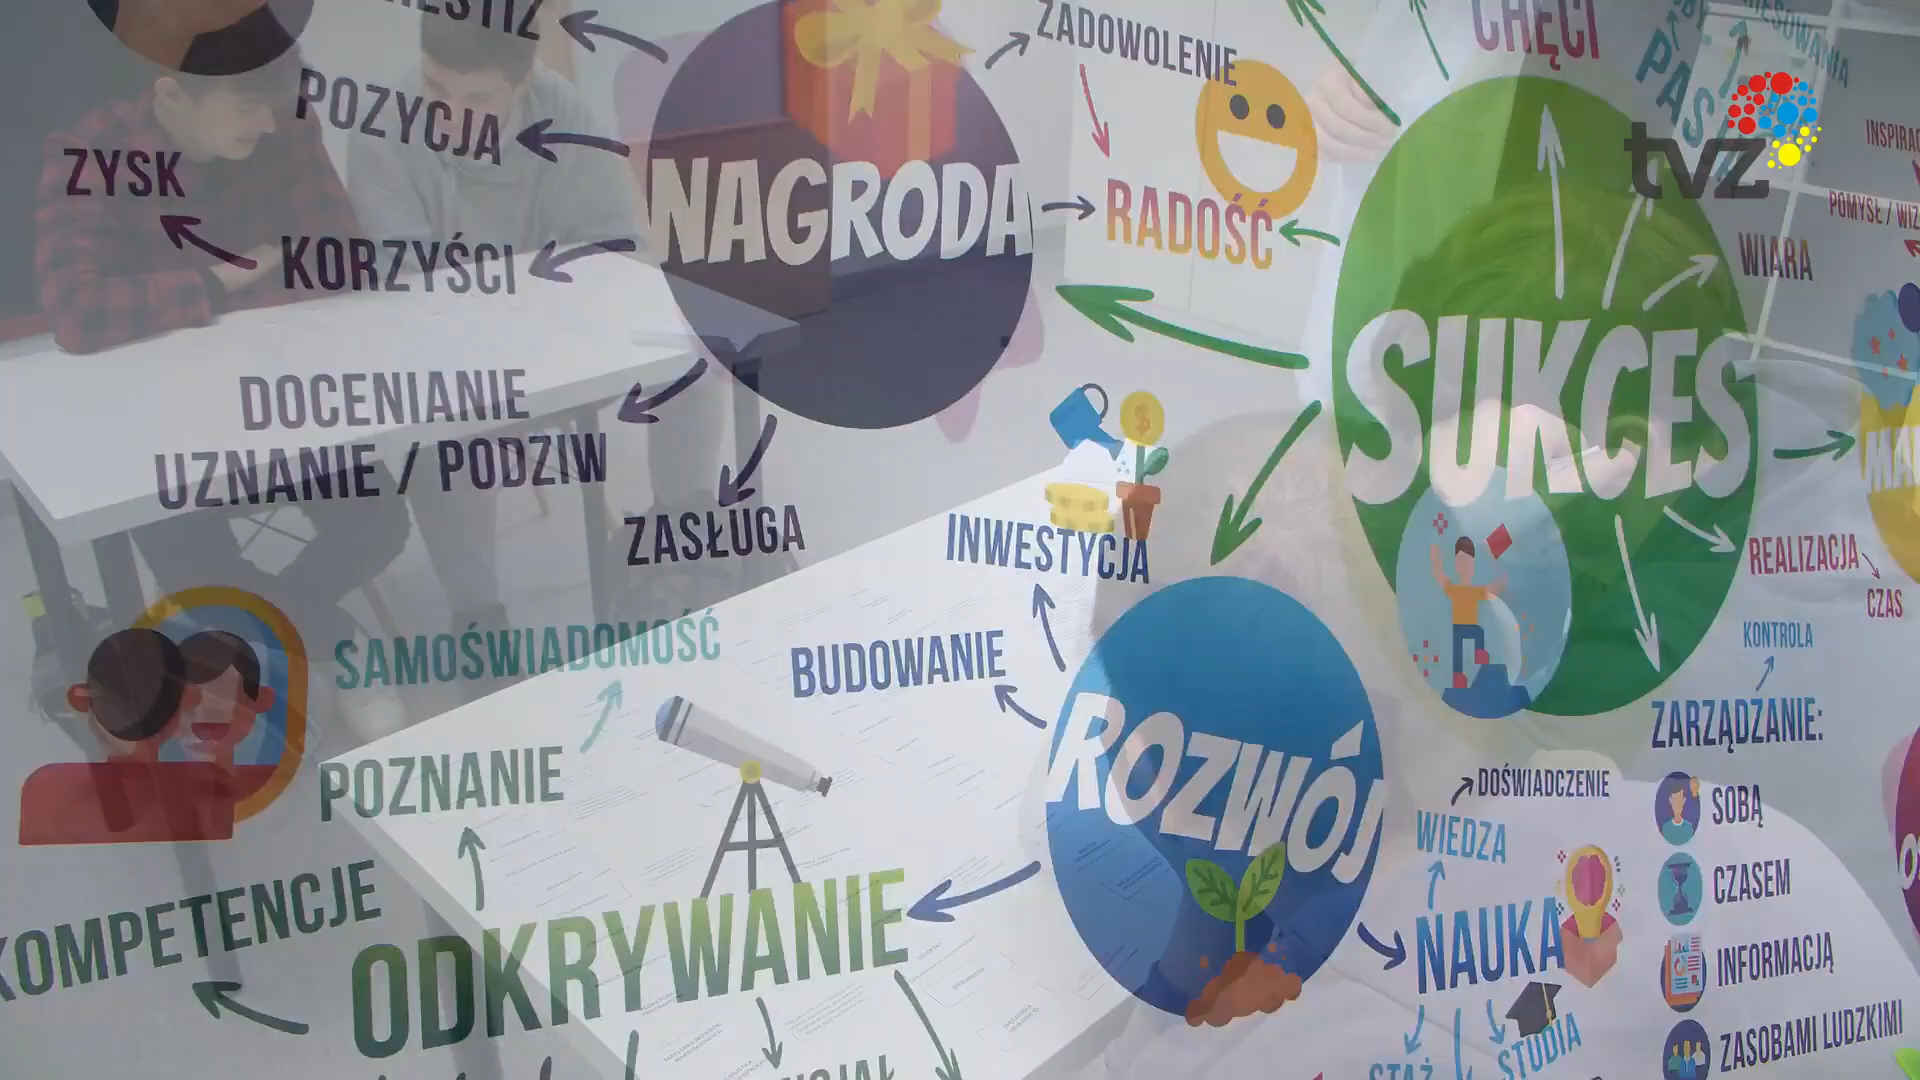 CHĘCI
ZADOWOLENIE
POZYCJA
ZYSK
NAGRODA
RADOŚĆ
tvz
WIARA
KORZYŚCI
SUKCES
DOCENIANIE
UZNANIE / PODZIW
ZASŁUGA
INWESTYCJA
REALIZACJA
CZAS
KONTROLA
SAMOŚWIADOMOŚĆ
BUDOWANIE
ZARZĄDZANIE:
ROZWÓJ
POZNANIE
DOŚWIADCZENIE
WIEDZA
SOBĄ
CZASEM
KOMPETENCJE
ODKRYWANIE
NAUKA
INFORMACJĄ
STUDIA
STAŻ
ZASOBAMI LUDZKIMI